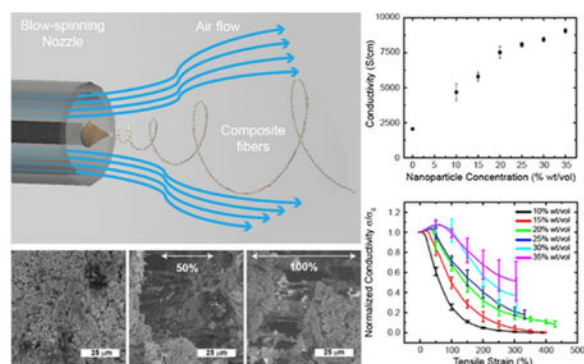 Blow-spinning
Nozzle
Air flow
Composite
fibers
50%
100%
25 μm
25 μm
25 μm
Conductivity (S/cm)
10000
7500
5000
2500
0
0 5 10 15 20 25 30 35
Nanoparticle Concentration (% wt/vol)
Normalized Conductivity σ/σ₀
1.0
0.8
0.6
0.4
0.2
0.0
10% wt/vol
15% wt/vol
20% wt/vol
25% wt/vol
30% wt/vol
35% wt/vol
0 100 200 300 400 500
Tensile Strain (%)